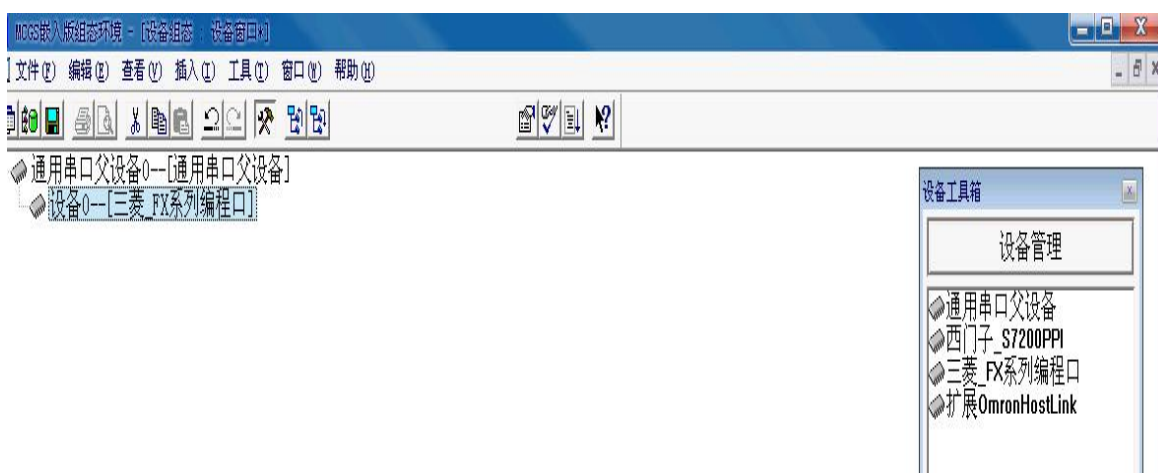 MCGS嵌入版组态环境 - [设备组态 : 设备窗口*]
文件(F) 编辑(E) 查看(V) 插入(I) 工具(T) 窗口(W) 帮助(H)
通用串口父设备0--[通用串口父设备]
设备0--[三菱_FX系列编程口]
设备工具箱
设备管理
通用串口父设备
西门子_S7200PPI
三菱_FX系列编程口
扩展OmronHostLink